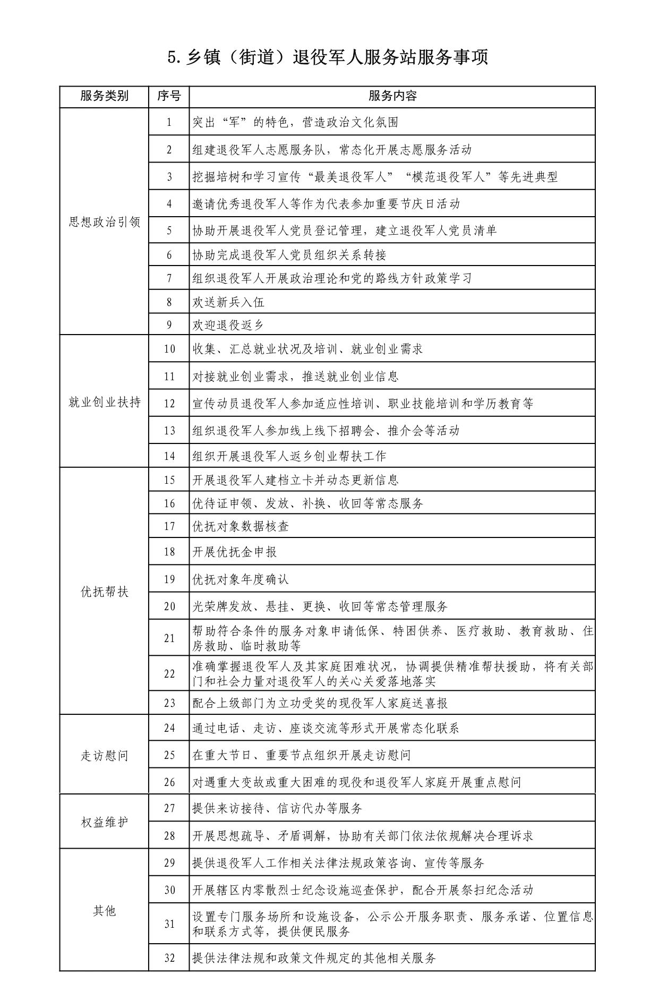 5.乡镇（街道）退役军人服务站服务事项
服务类别 序号 服务内容
思想政治引领
1 突出“军”的特色，营造政治文化氛围
2 组建退役军人志愿服务队，常态化开展志愿服务活动
3 挖掘培树和学习宣传“最美退役军人”“模范退役军人”等先进典型
4 邀请优秀退役军人等作为代表参加重要节庆日活动
5 协助开展退役军人党员登记管理，建立退役军人党员清单
6 协助完成退役军人党员组织关系转接
7 组织退役军人开展政治理论和党的路线方针政策学习
8 欢送新兵入伍
9 欢迎退役返乡
就业创业扶持
10 收集、汇总就业状况及培训、就业创业需求
11 对接就业创业需求，推送就业创业信息
12 宣传动员退役军人参加适应性培训、职业技能培训和学历教育等
13 组织退役军人参加线上线下招聘会、推介会等活动
14 组织开展退役军人返乡创业帮扶工作
优抚帮扶
15 开展退役军人建档立卡并动态更新信息
16 优待证申领、发放、补换、收回等常态服务
17 优抚对象数据核查
18 开展优抚金申报
19 优抚对象年度确认
20 光荣牌发放、悬挂、更换、收回等常态管理服务
21 帮助符合条件的服务对象申请低保、特困供养、医疗救助、教育救助、住
房救助、临时救助等
22 准确掌握退役军人及其家庭困难状况，协调提供精准帮扶援助，将有关部
门和社会力量对退役军人的关心关爱落地落实
23 配合上级部门为立功受奖的现役军人家庭送喜报
走访慰问
24 通过电话、走访、座谈交流等形式开展常态化联系
25 在重大节日、重要节点组织开展走访慰问
26 对遇重大变故或重大困难的现役和退役军人家庭开展重点慰问
权益维护
27 提供来访接待、信访代办等服务
28 开展思想疏导、矛盾调解，协助有关部门依法依规解决合理诉求
其他
29 提供退役军人工作相关法律法规政策咨询、宣传等服务
30 开展辖区内零散烈士纪念设施巡查保护，配合开展祭扫纪念活动
31 设置专门服务场所和设施设备，公示公开服务职责、服务承诺、位置信息
和联系方式等，提供便民服务
32 提供法律法规和政策文件规定的其他相关服务